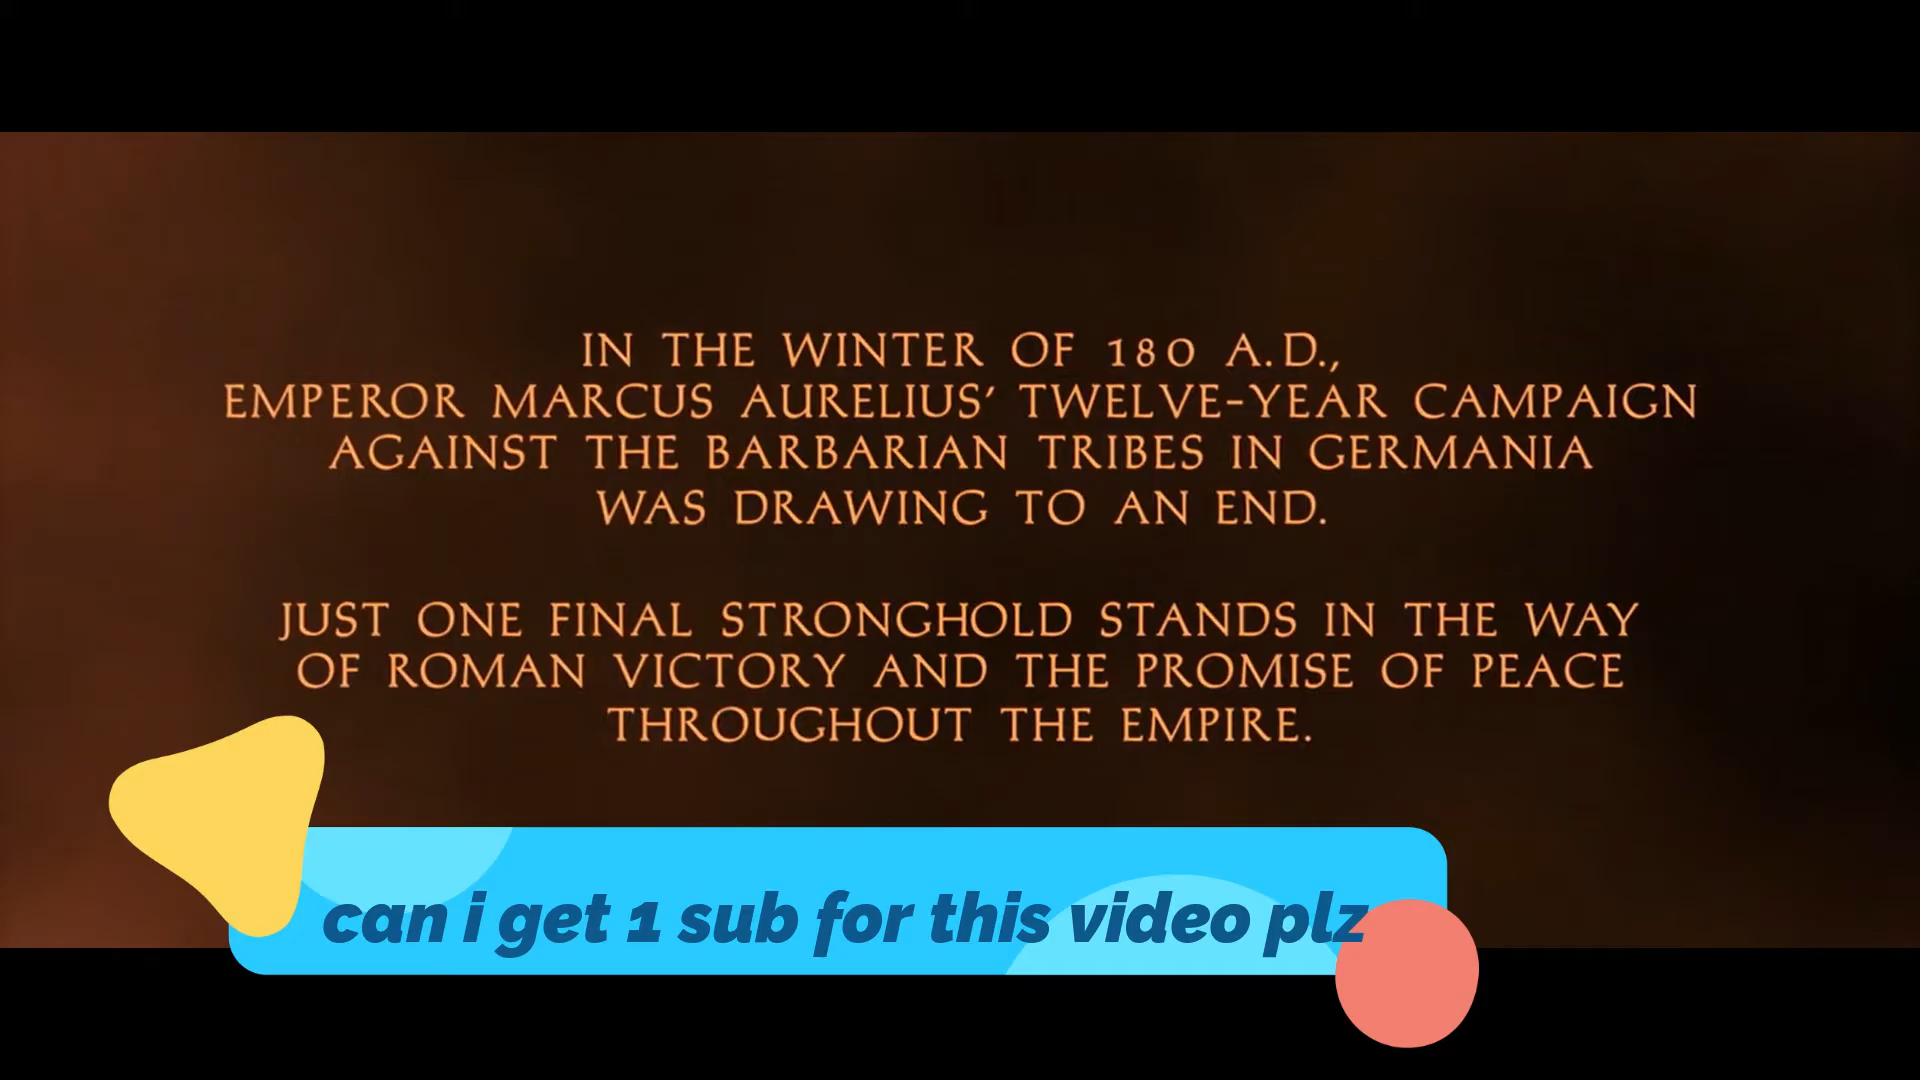 IN THE WINTER OF 180 A.D.,
EMPEROR MARCUS AURELIUS' TWELVE-YEAR CAMPAIGN
AGAINST THE BARBARIAN TRIBES IN GERMANIA
WAS DRAWING TO AN END.
JUST ONE FINAL STRONGHOLD STANDS IN THE WAY
OF ROMAN VICTORY AND THE PROMISE OF PEACE
THROUGHOUT THE EMPIRE.
can i get 1 sub for this video plz